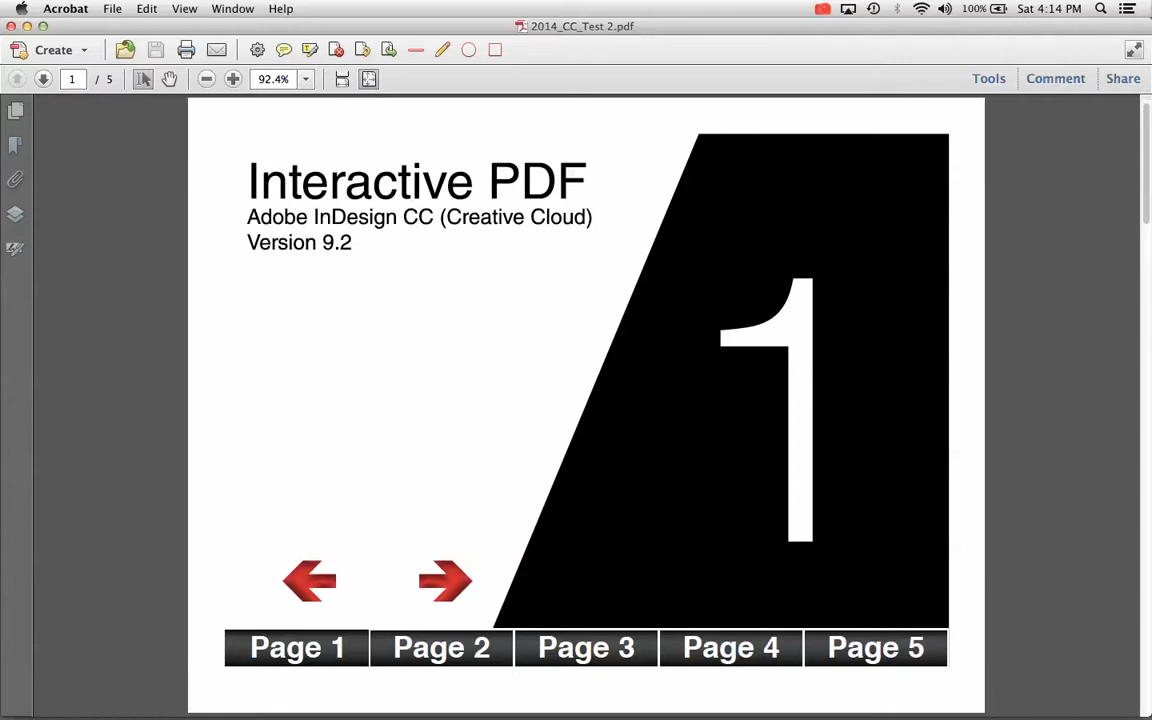 Acrobat File Edit View Window Help 100% Sat 4:14 PM
2014_CC_Test 2.pdf
Create
1 / 5 92.4% Tools Comment Share
Interactive PDF
Adobe InDesign CC (Creative Cloud)
Version 9.2
1
Page 1 Page 2 Page 3 Page 4 Page 5